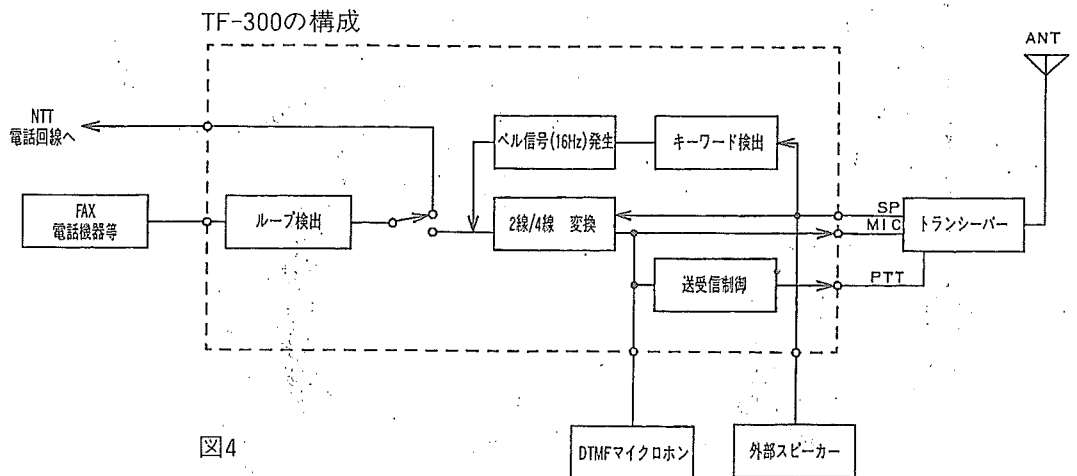 TF-300の構成
ANT
NTT
電話回線へ
ベル信号(16Hz)発生
キーワード検出
FAX
電話機器等
ループ検出
2線/4線 変換
SP
MIC
トランシーバー
送受信制御
PTT
図4
DTMFマイクロホン
外部スピーカー